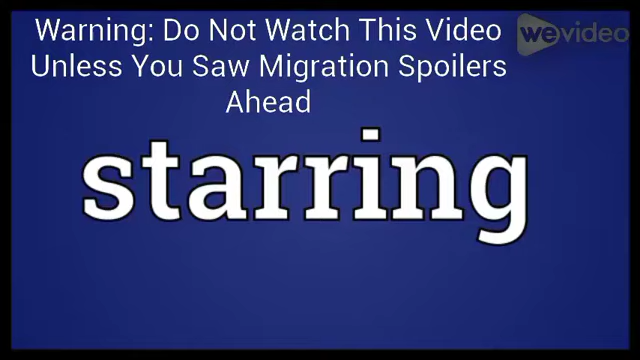 Warning: Do Not Watch This Video
Unless You Saw Migration Spoilers
Ahead
wevideo
starring